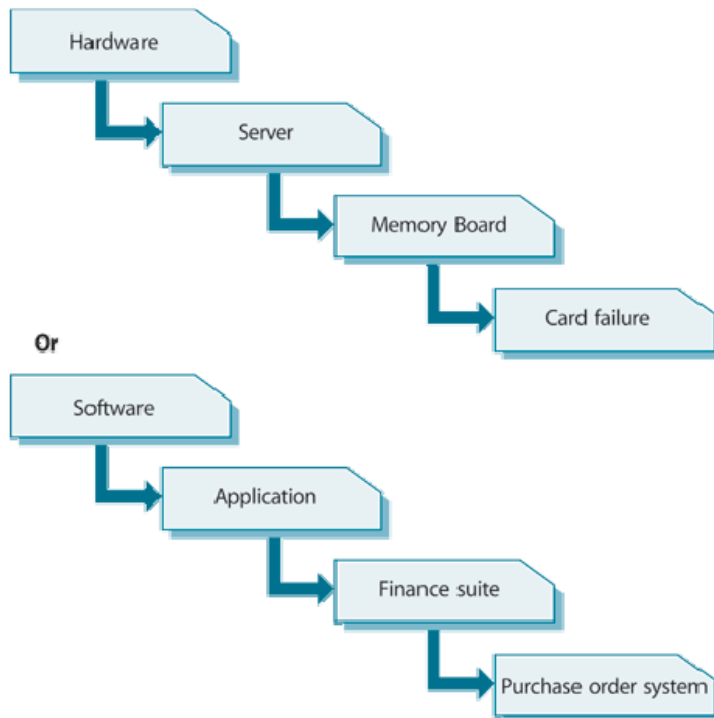 Hardware
Server
Memory Board
Card failure
Or
Software
Application
Finance suite
Purchase order system